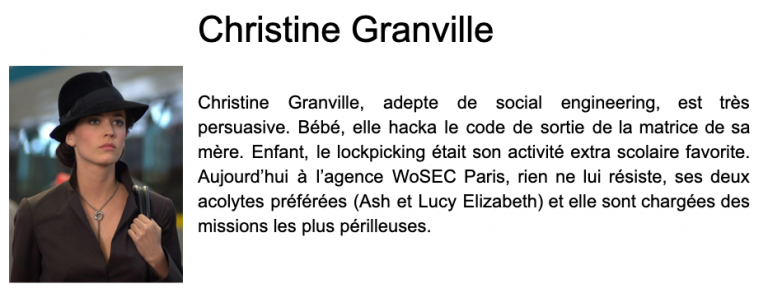 Christine Granville
Christine Granville, adepte de social engineering, est très
persuasive. Bébé, elle hacka le code de sortie de la matrice de sa
mère. Enfant, le lockpicking était son activité extra scolaire favorite.
Aujourd’hui à l’agence WoSEC Paris, rien ne lui résiste, ses deux
acolytes préférées (Ash et Lucy Elizabeth) et elle sont chargées des
missions les plus périlleuses.